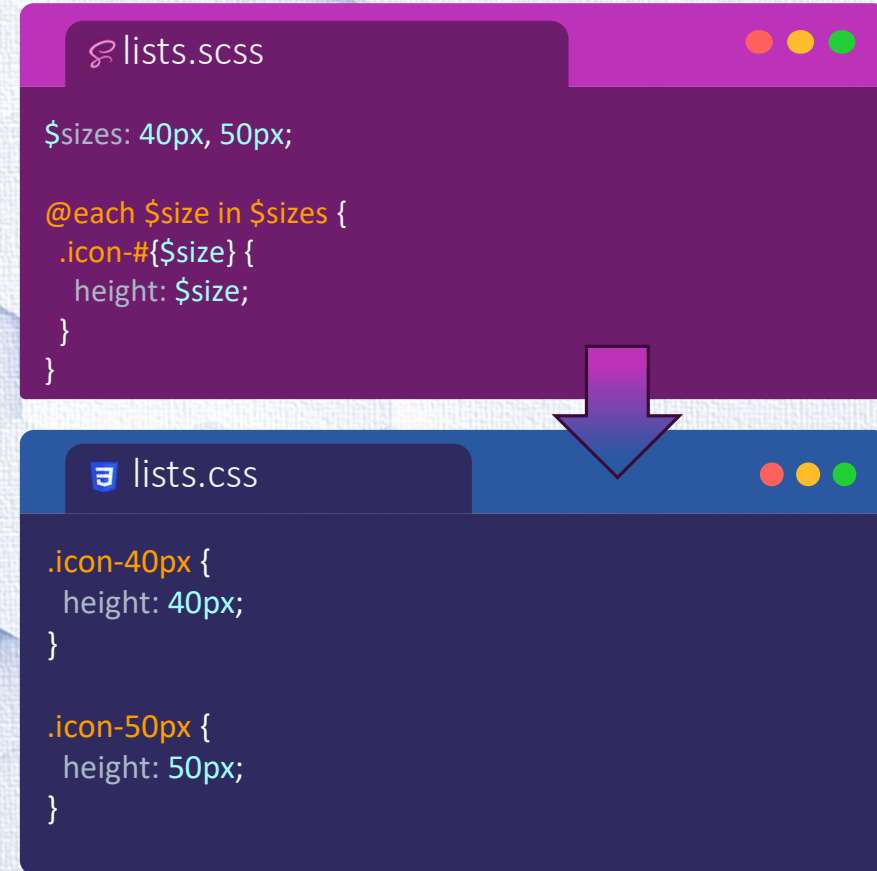 lists.scss
$sizes: 40px, 50px;
@each $size in $sizes {
.icon-#{$size} {
height: $size;
}
}
lists.css
.icon-40px {
height: 40px;
}
.icon-50px {
height: 50px;
}